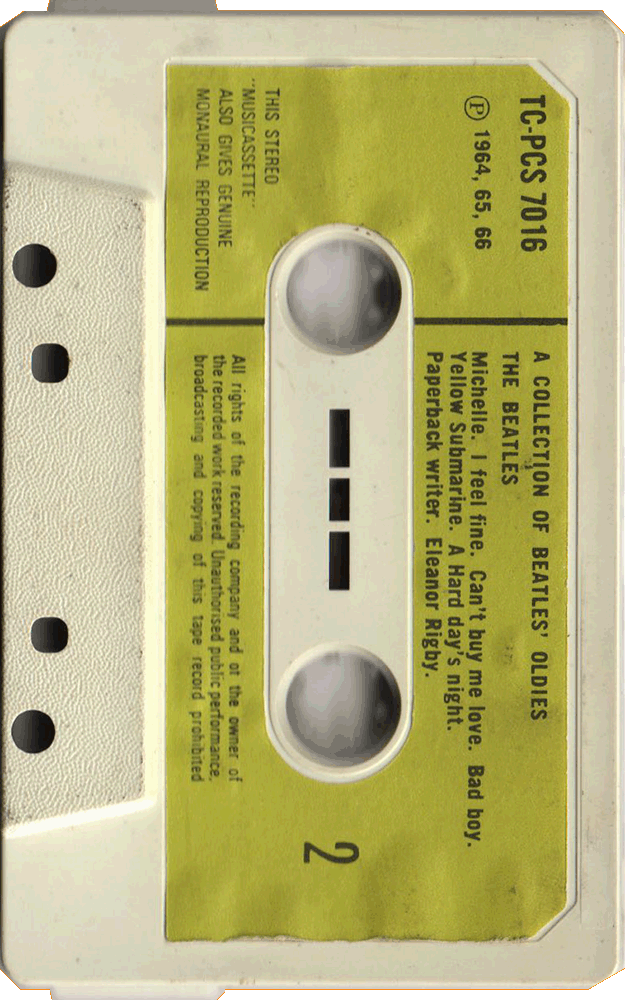 TC-PCS 7016
Ⓟ 1964, 65, 66
A COLLECTION OF BEATLES' OLDIES
THE BEATLES
Michelle. I feel fine. Can't buy me love. Bad boy.
Yellow Submarine. A Hard day's night.
Paperback writer. Eleanor Rigby.
2
THIS STEREO
"MUSICASSETTE"
ALSO GIVES GENUINE
MONAURAL REPRODUCTION
All rights of the recording company and ot the owner of
the recorded work reserved. Unauthorised public performance,
broadcasting and copying of this tape record prohibited